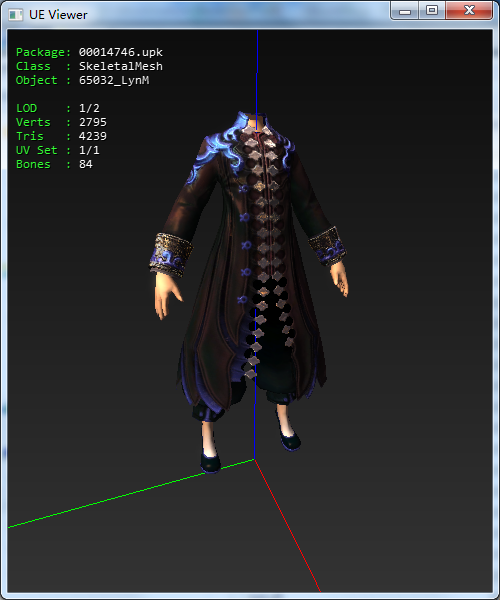 UE Viewer
Package: 00014746.upk
Class : SkeletalMesh
Object : 65032_LynM
LOD : 1/2
Verts : 2795
Tris : 4239
UV Set : 1/1
Bones : 84